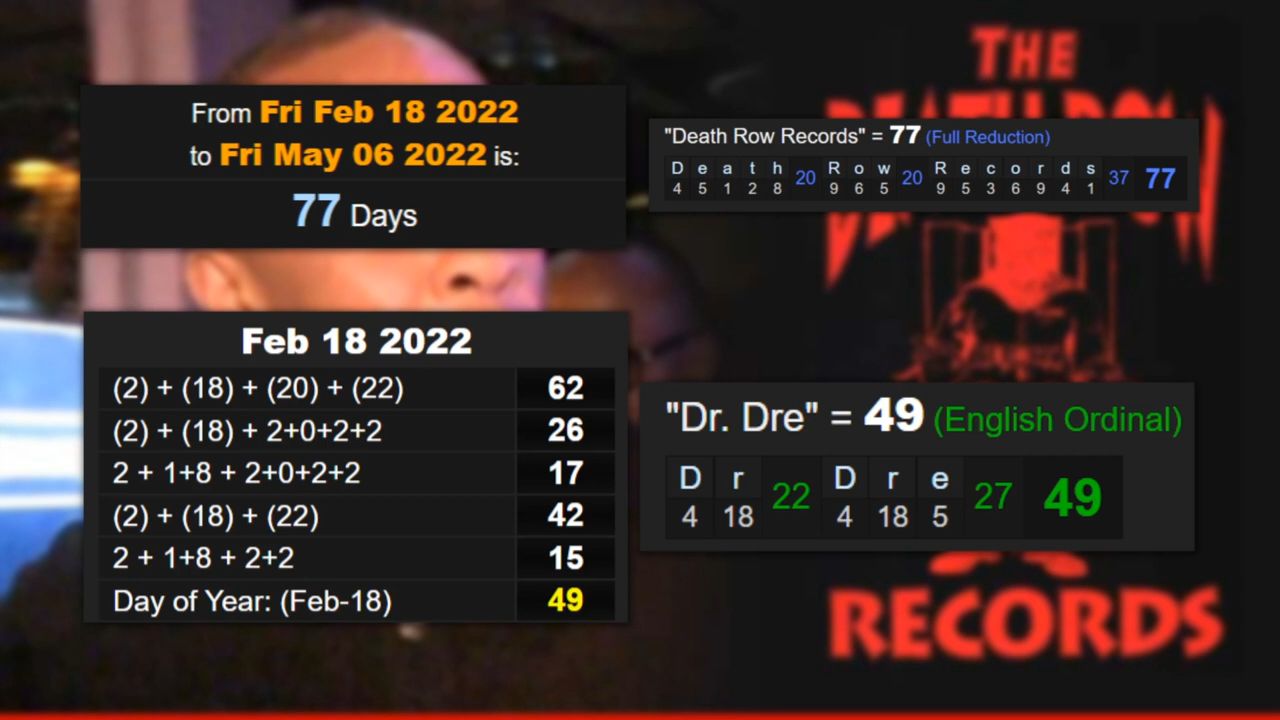 From Fri Feb 18 2022
to Fri May 06 2022 is:
77 Days
Feb 18 2022
(2) + (18) + (20) + (22) 62
(2) + (18) + 2+0+2+2 26
2 + 1+8 + 2+0+2+2 17
(2) + (18) + (22) 42
2 + 1+8 + 2+2 15
Day of Year: (Feb-18) 49
THE
DEATH ROW
"Death Row Records" = 77 (Full Reduction)
D e a t h 20 R o w 20 R e c o r d s 37 77
4 5 1 2 8 9 6 5 9 5 3 6 9 4 1
"Dr. Dre" = 49 (English Ordinal)
D r 22 D r e 27 49
4 18 4 18 5
RECORDS